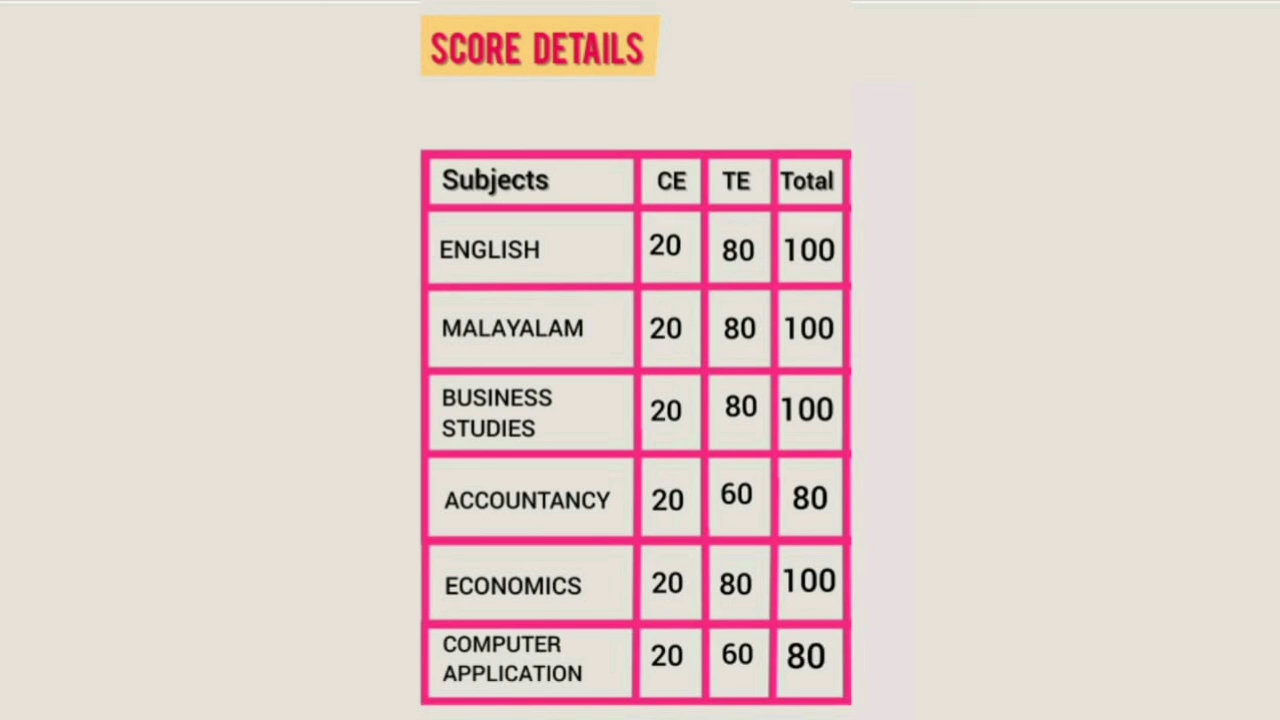 SCORE DETAILS
Subjects CE TE Total
ENGLISH 20 80 100
MALAYALAM 20 80 100
BUSINESS
STUDIES 20 80 100
ACCOUNTANCY 20 60 80
ECONOMICS 20 80 100
COMPUTER
APPLICATION 20 60 80